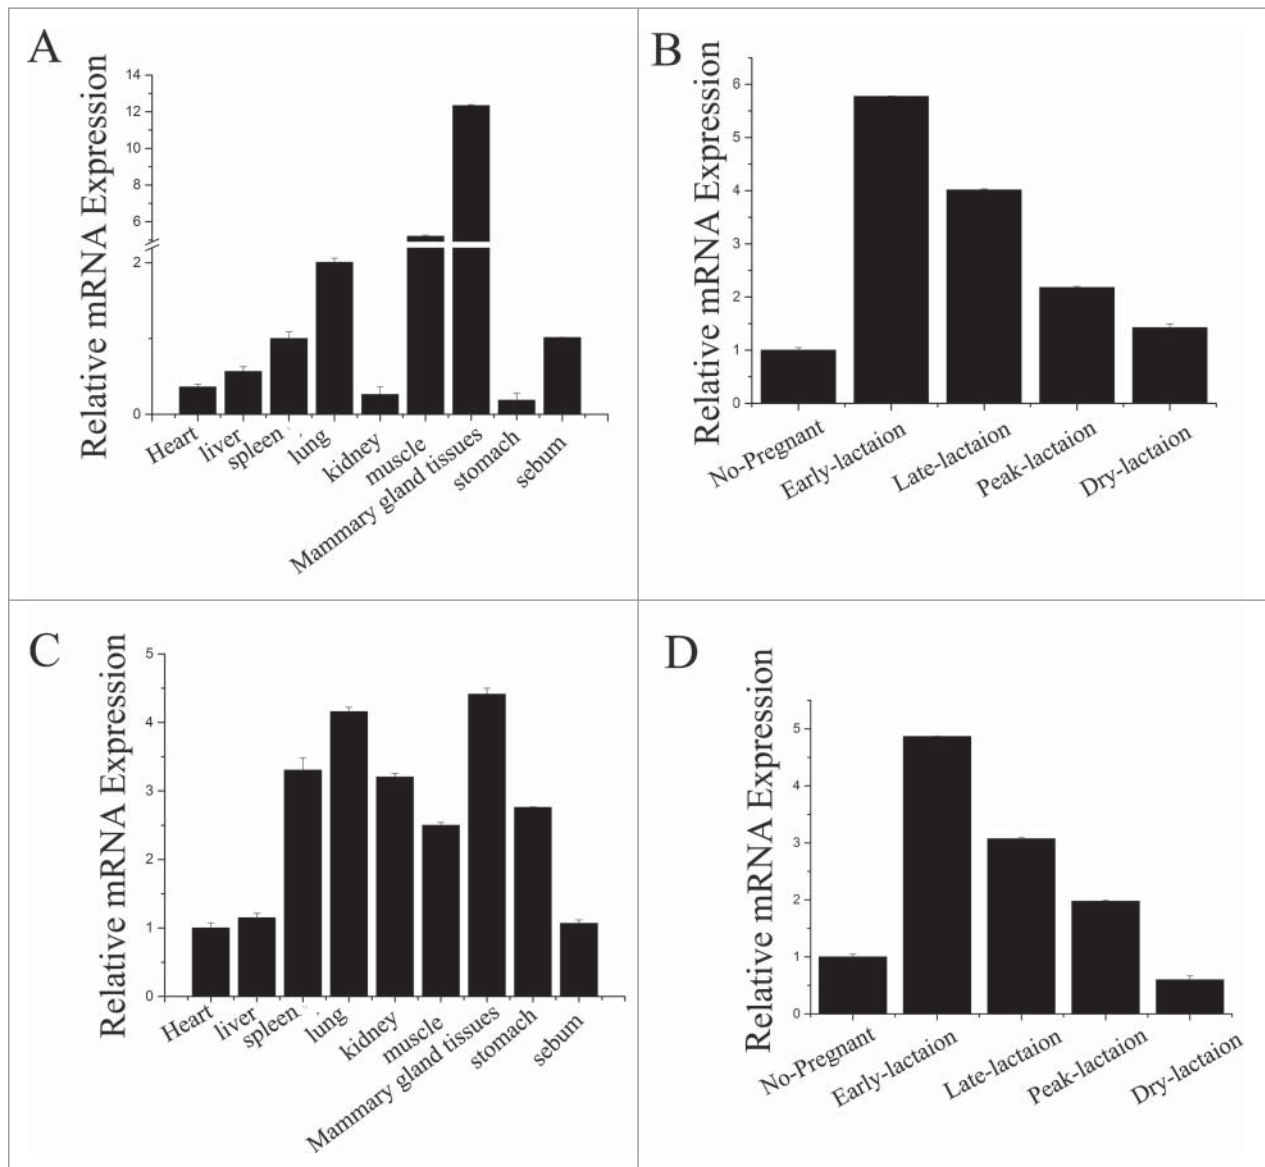 A
Relative mRNA Expression
14
12
10
8
6
2
0
Heart
liver
spleen
lung
kidney
muscle
Mammary gland tissues
stomach
sebum
B
Relative mRNA Expression
6
5
4
3
2
1
0
No-Pregnant
Early-lactaion
Late-lactaion
Peak-lactaion
Dry-lactaion
C
Relative mRNA Expression
5
4
3
2
1
0
Heart
liver
spleen
lung
kidney
muscle
Mammary gland tissues
stomach
sebum
D
Relative mRNA Expression
5
4
3
2
1
0
No-Pregnant
Early-lactaion
Late-lactaion
Peak-lactaion
Dry-lactaion